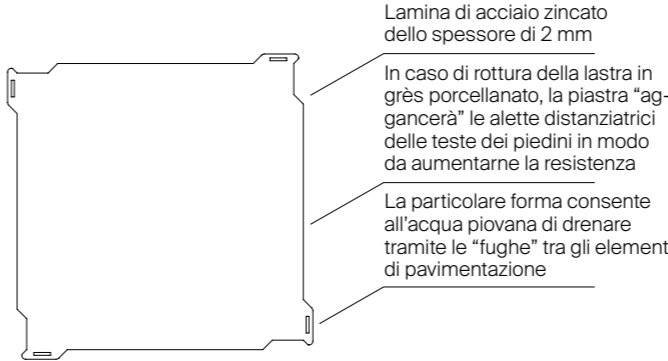 Lamina di acciaio zincato
dello spessore di 2 mm
In caso di rottura della lastra in
grès porcellanato, la piastra “ag-
gancerà” le alette distanziatrici
delle teste dei piedini in modo
da aumentarne la resistenza
La particolare forma consente
all’acqua piovana di drenare
tramite le “fughe” tra gli element
di pavimentazione